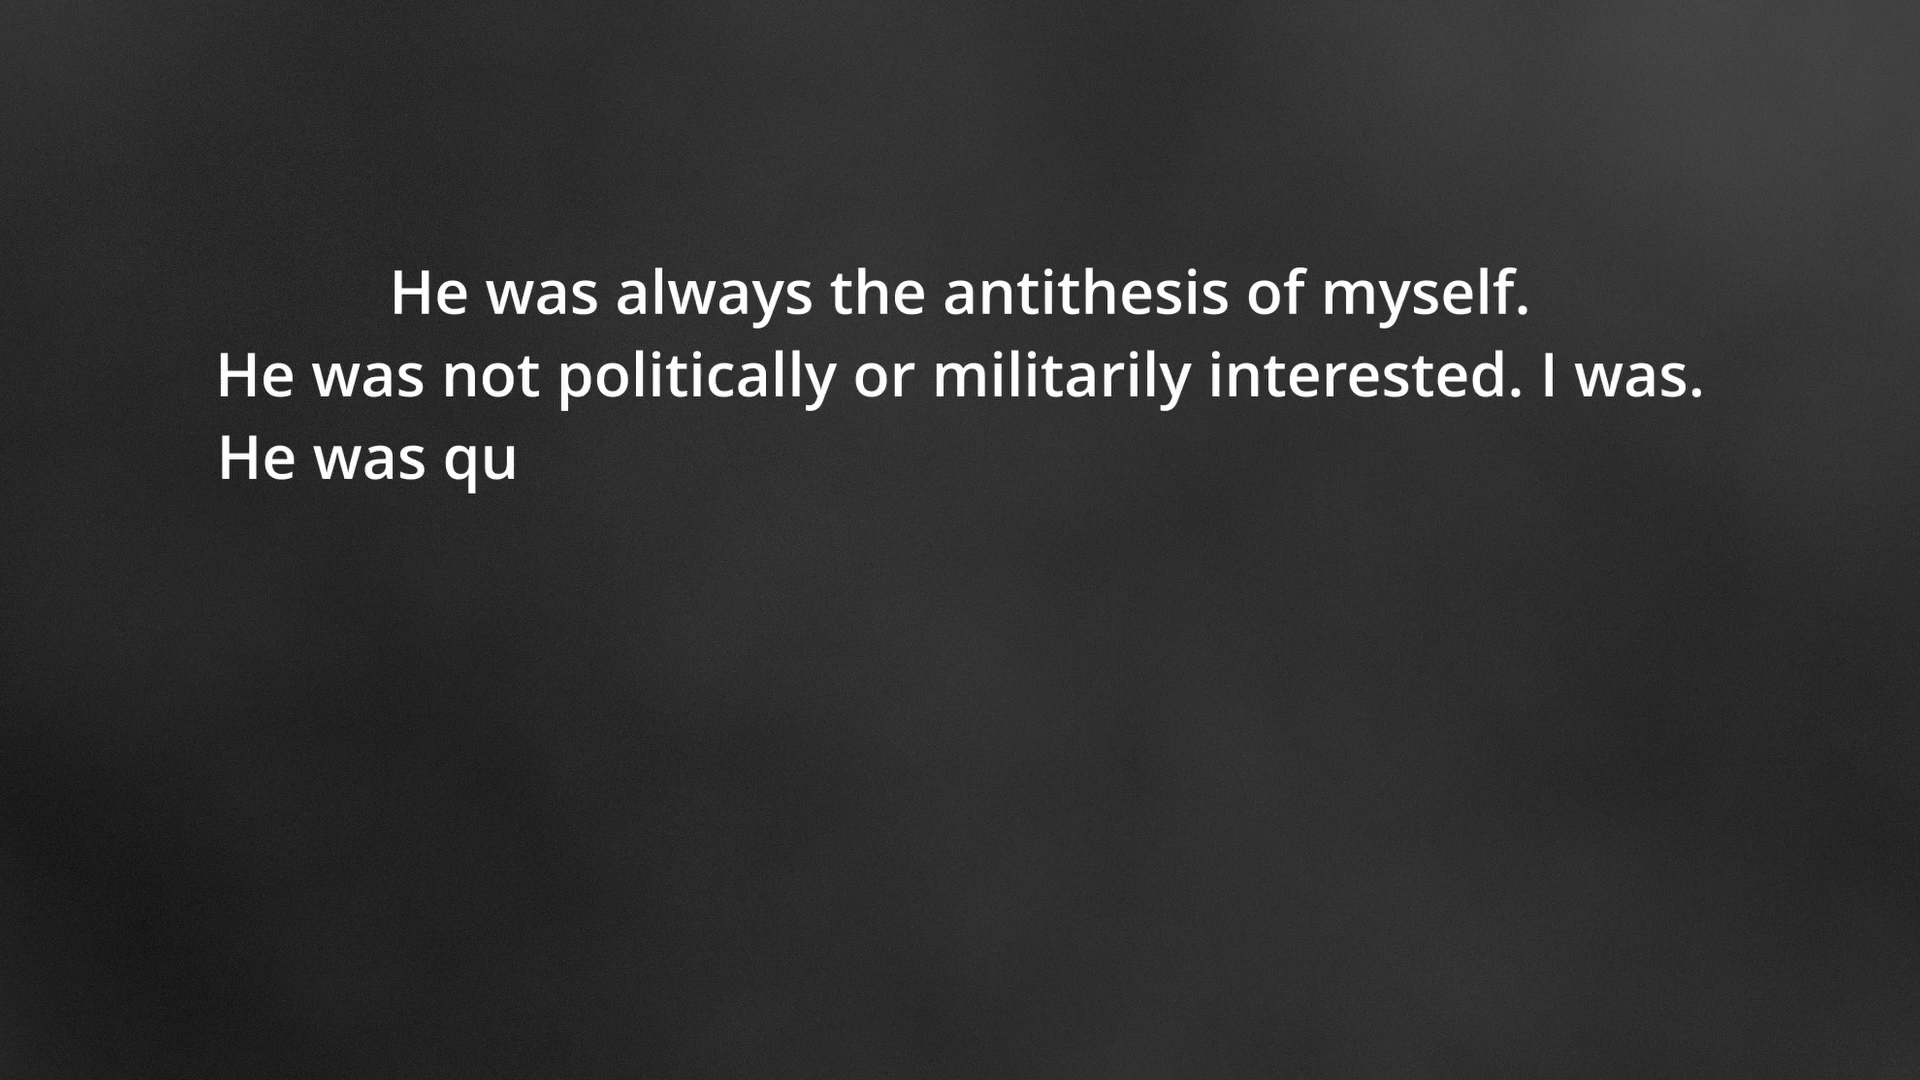 He was always the antithesis of myself.
He was not politically or militarily interested. I was.
He was qu